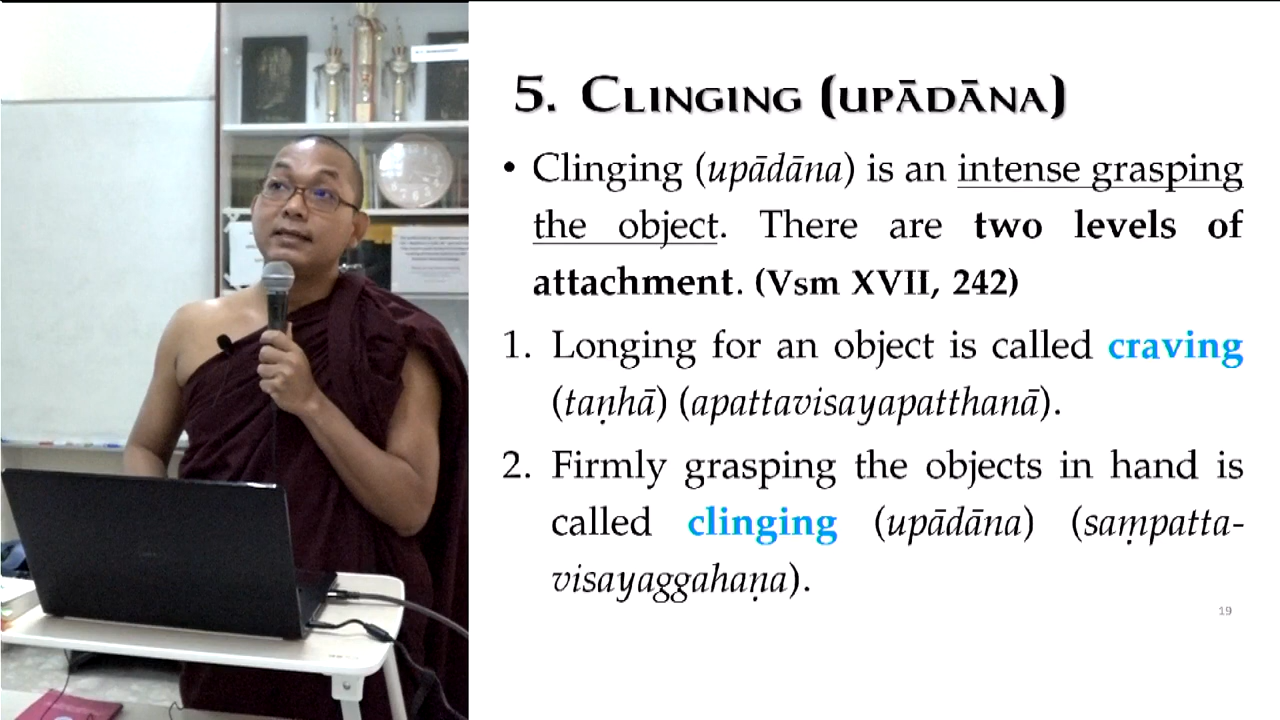 5. CLINGING (UPĀDĀNA)
• Clinging (upādāna) is an intense grasping
the object. There are two levels of
attachment. (Vsm XVII, 242)
1. Longing for an object is called craving
(taṇhā) (apattavisayapatthanā).
2. Firmly grasping the objects in hand is
called clinging (upādāna) (saṃpatta-
visayaggahaṇa).
19